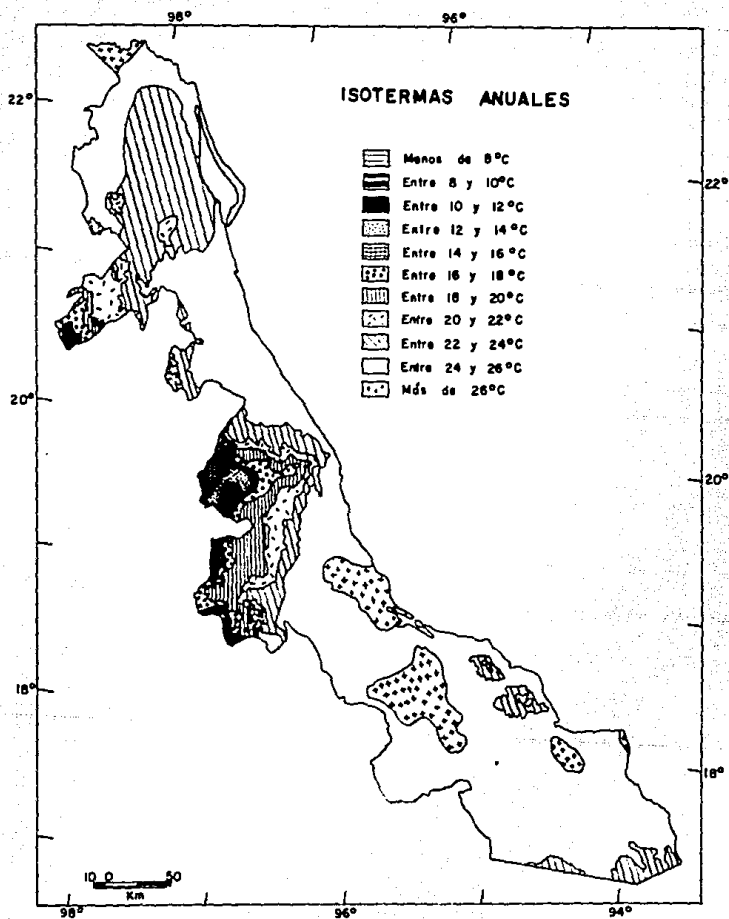 98° 96°
ISOTERMAS ANUALES
22°
Menos de 8°C
22°
Entre 8 y 10°C
Entre 10 y 12°C
Entre 12 y 14°C
Entre 14 y 16°C
Entre 16 y 18°C
Entre 18 y 20°C
Entre 20 y 22°C
Entre 22 y 24°C
Entre 24 y 26°C
Más de 26°C
20°
20°
18°
18°
10 0 50
Km
98° 96° 94°